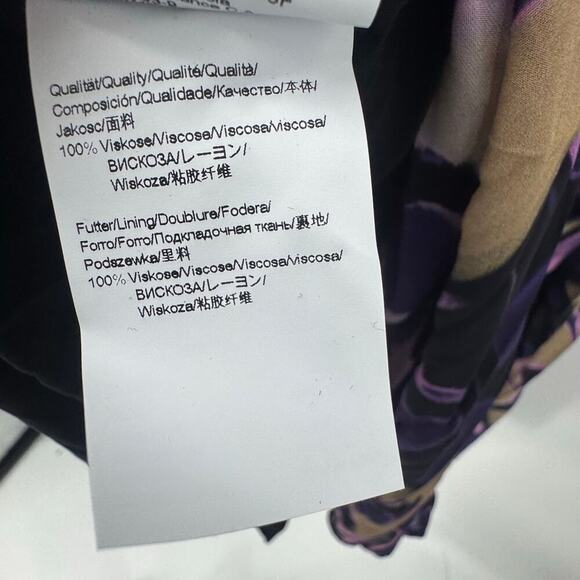 Qualität/Quality/Qualité/Qualità/
Composición/Qualidade/Качество/本体/
Jakosc/面料
100% Viskose/Viscose/Viscosa/viscosa/
ВИСКОЗА/レーヨン/
Wiskoza/粘胶纤维
Futter/Lining/Doublure/Fodera/
Forro/Forro/Подкладочная ткань/裏地/
Podszewka/里料
100% Viskose/Viscose/Viscosa/viscosa/
ВИСКОЗА/レーヨン/
Wiskoza/粘胶纤维